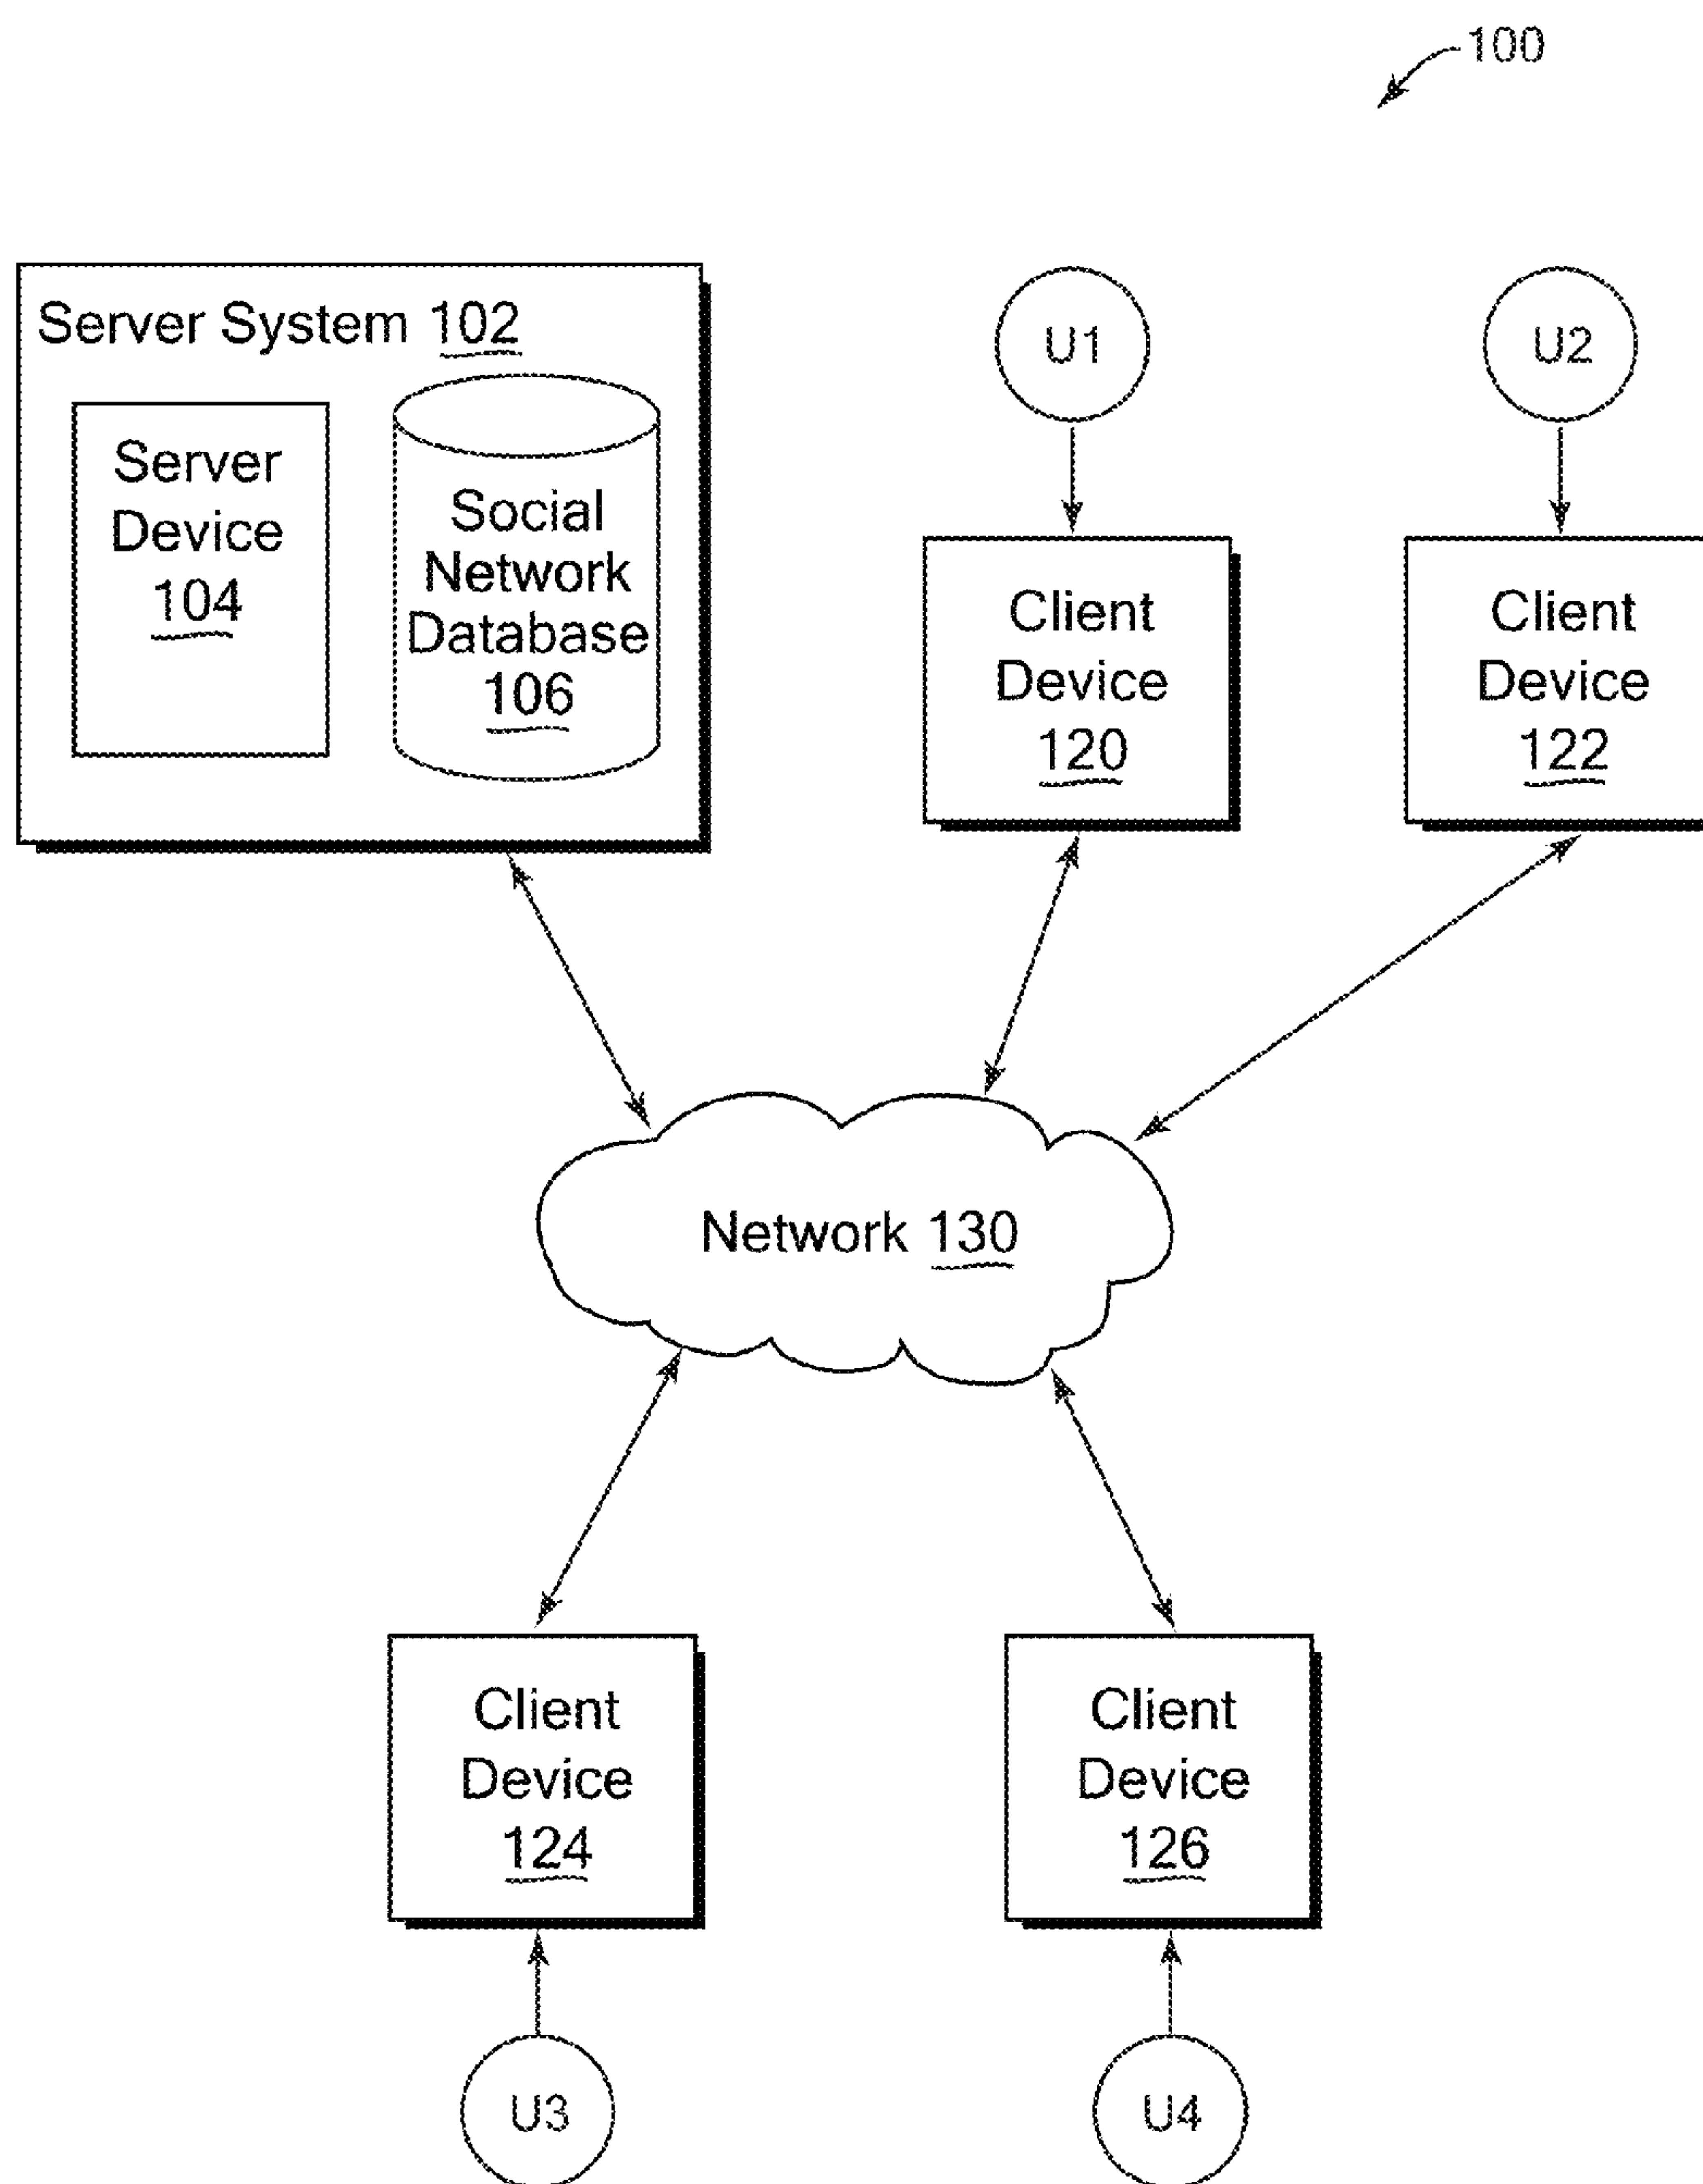 100
Server System 102
Server
Device
104
Social
Network
Database
106
U1
U2
Client
Device
120
Client
Device
122
Network 130
Client
Device
124
Client
Device
126
U3
U4